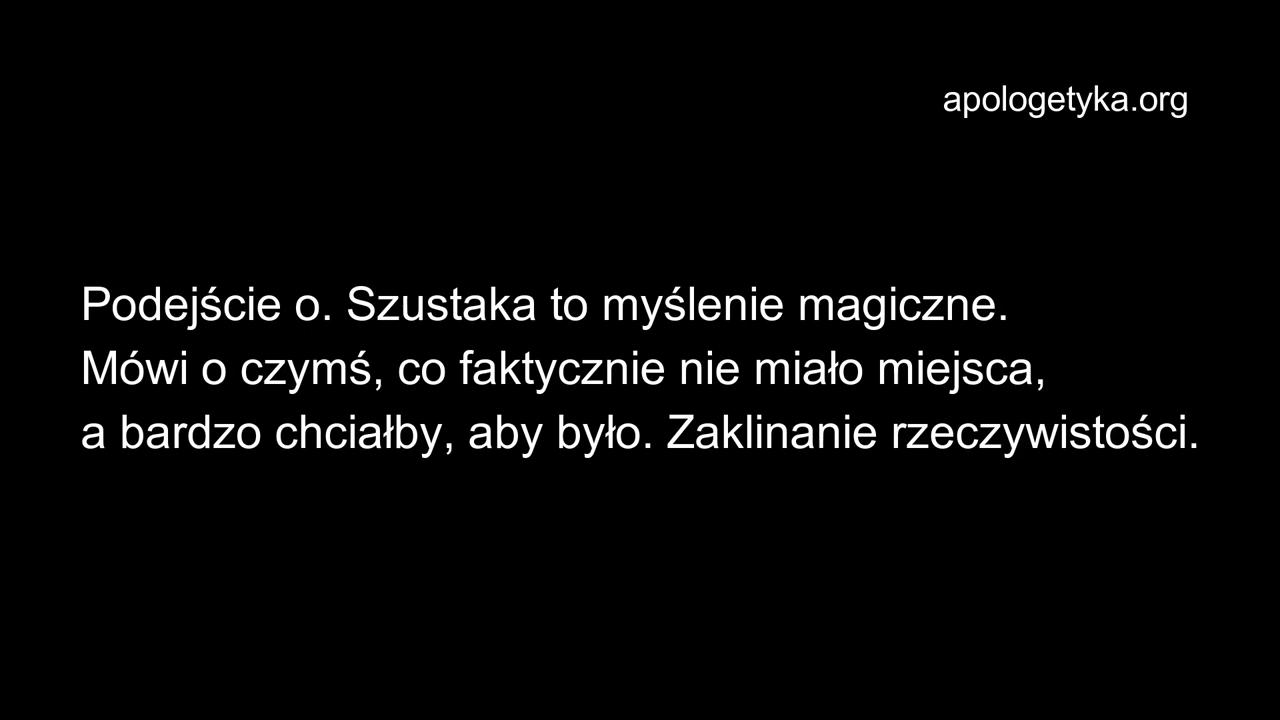 apologetyka.org
Podejście o. Szustaka to myślenie magiczne.
Mówi o czymś, co faktycznie nie miało miejsca,
a bardzo chciałby, aby było. Zaklinanie rzeczywistości.